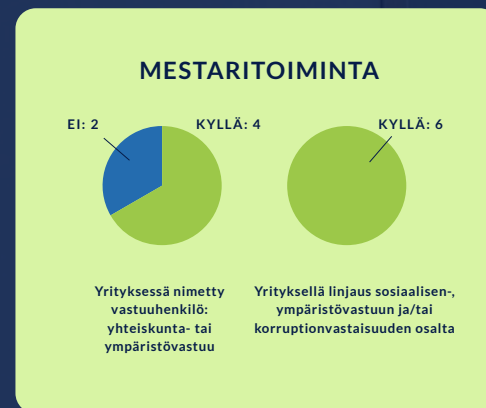 MESTARITOIMINTA
EI: 2
KYLLÄ: 4
KYLLÄ: 6
Yrityksessä nimetty
vastuuhenkilö:
yhteiskunta- tai
ympäristövastuu
Yrityksellä linjaus sosiaalisen-,
ympäristövastuun ja/tai
korruptionvastaisuuden osalta